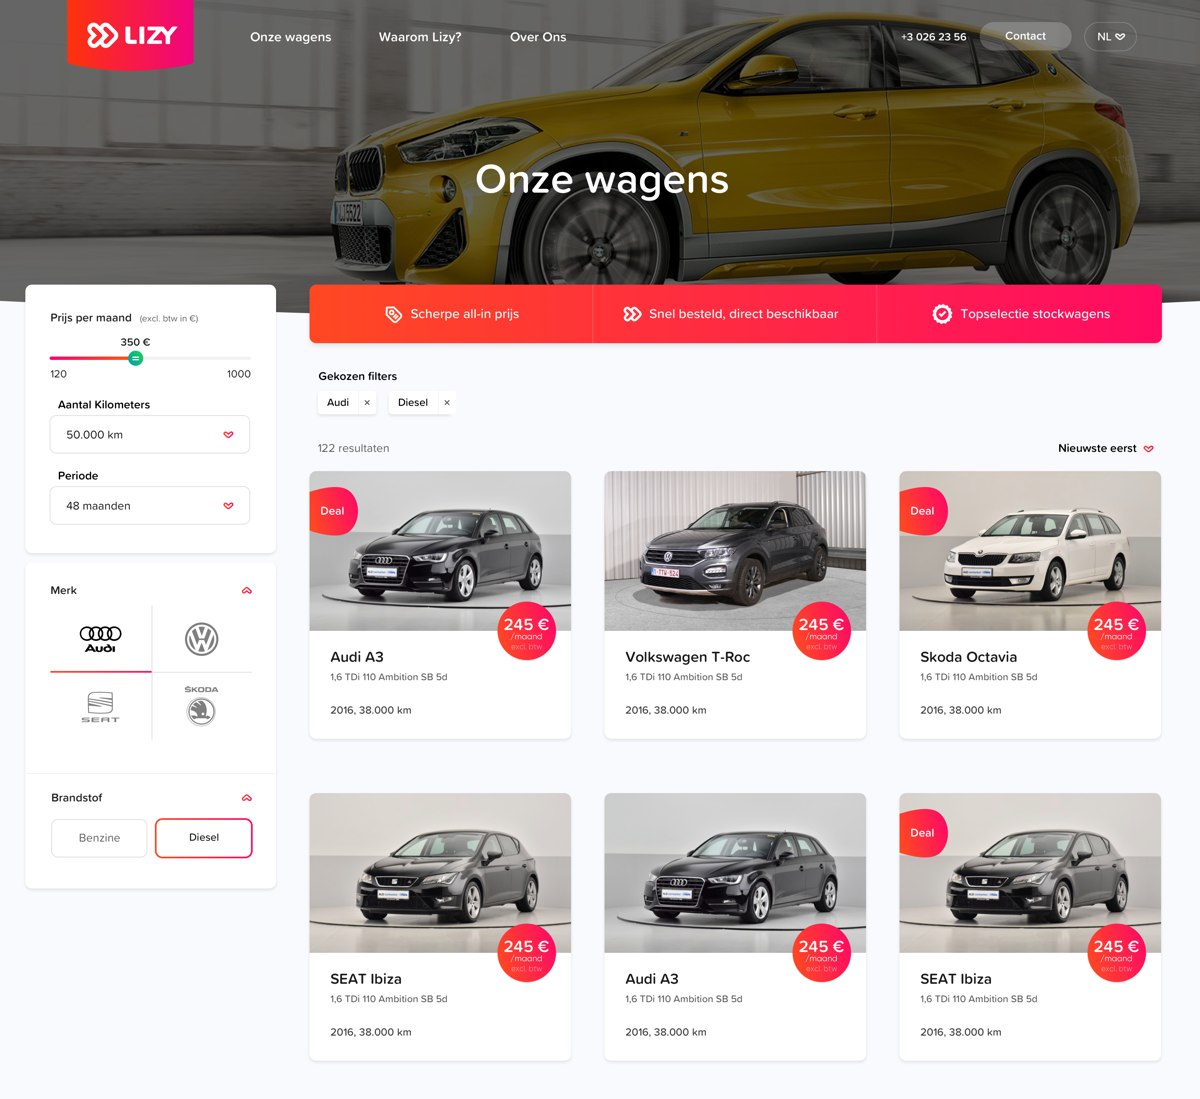 LIZY
Onze wagens
Waarom Lizy?
Over Ons
+3 026 23 56
Contact
NL
Onze wagens
Prijs per maand (excl. btw in €)
350 €
120
1000
Aantal Kilometers
50.000 km
Periode
48 maanden
Merk
Audi
SEAT
ŠKODA
Brandstof
Benzine
Diesel
Scherpe all-in prijs
Snel besteld, direct beschikbaar
Topselectie stockwagens
Gekozen filters
Audi ×
Diesel ×
122 resultaten
Nieuwste eerst
Deal
245 €
/maand
excl. btw
Audi A3
1,6 TDi 110 Ambition SB 5d
2016, 38.000 km
245 €
/maand
excl. btw
Volkswagen T-Roc
1,6 TDi 110 Ambition SB 5d
2016, 38.000 km
Deal
245 €
/maand
excl. btw
Skoda Octavia
1,6 TDi 110 Ambition SB 5d
2016, 38.000 km
245 €
/maand
excl. btw
SEAT Ibiza
1,6 TDi 110 Ambition SB 5d
2016, 38.000 km
245 €
/maand
excl. btw
Audi A3
1,6 TDi 110 Ambition SB 5d
2016, 38.000 km
Deal
245 €
/maand
excl. btw
SEAT Ibiza
1,6 TDi 110 Ambition SB 5d
2016, 38.000 km